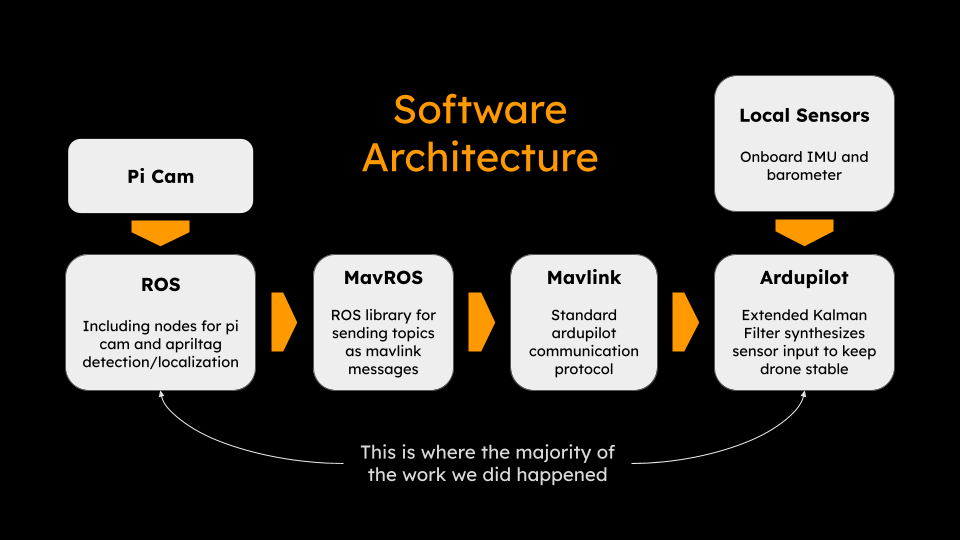 Software
Architecture
Pi Cam
Local Sensors
Onboard IMU and
barometer
ROS
Including nodes for pi
cam and apriltag
detection/localization
MavROS
ROS library for
sending topics
as mavlink
messages
Mavlink
Standard
ardupilot
communication
protocol
Ardupilot
Extended Kalman
Filter synthesizes
sensor input to keep
drone stable
This is where the majority of
the work we did happened